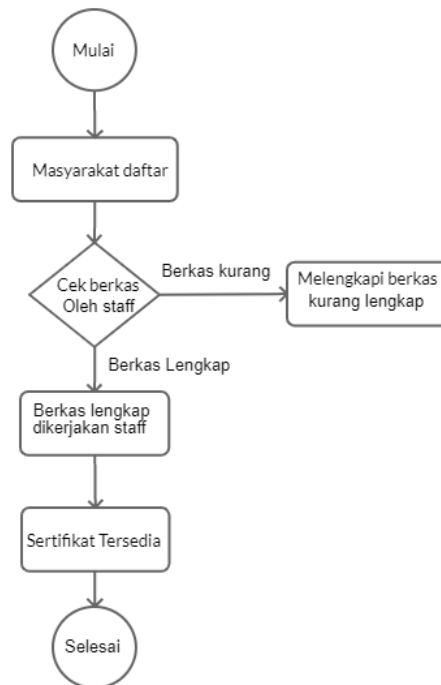 Mulai
Masyarakat daftar
Cek berkas
Oleh staff
Berkas kurang
Melengkapi berkas
kurang lengkap
Berkas Lengkap
Berkas lengkap
dikerjakan staff
Sertifikat Tersedia
Selesai